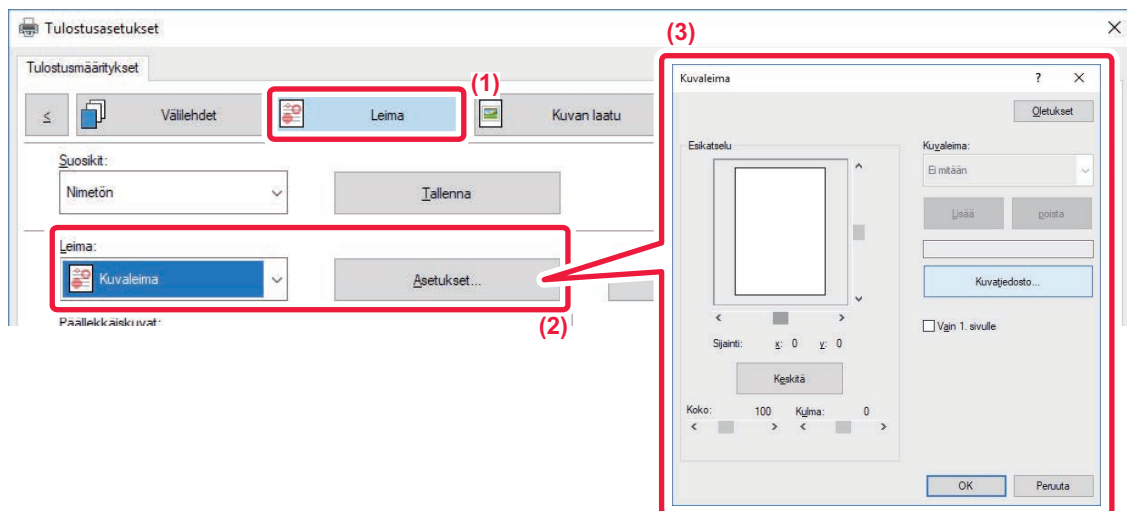 Tulostusasetukset
Tulostusmääritykset
(1)
≤
Välilehdet
Leima
Kuvan laatu
Suosikit:
Nimetön
Tallenna
Leima:
Kuvaleima
Asetukset...
(2)
Päällekkäiskuvat:
(3)
Kuvaleima
?
Oletukset
Esikatselu
Kuvaleima:
Ei mitään
Lisää
poista
Kuvatiedosto...
Vain 1. sivulle
Sijainti: x: 0 y: 0
Keskitä
Koko: 100 Kulma: 0
OK
Peruuta